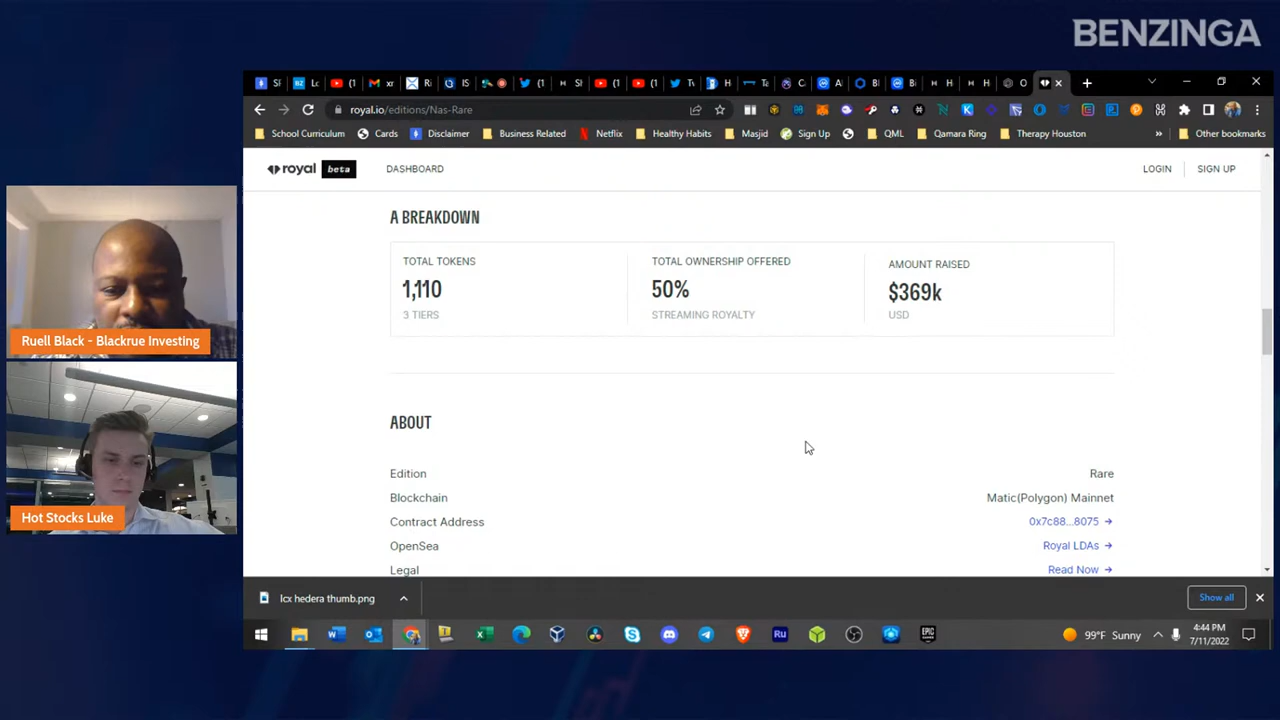 BENZINGA
royal.io/editions/Nas-Rare
School Curriculum Cards Disclaimer Business Related Netflix Healthy Habits Masjid Sign Up QML Qamara Ring Therapy Houston » Other bookmarks
royal beta DASHBOARD LOGIN SIGN UP
A BREAKDOWN
TOTAL TOKENS TOTAL OWNERSHIP OFFERED AMOUNT RAISED
1,110 50% $369k
3 TIERS STREAMING ROYALTY USD
Ruell Black - Blackrue Investing
ABOUT
Edition Rare
Blockchain Matic(Polygon) Mainnet
Contract Address 0x7c88...8075 →
Hot Stocks Luke
OpenSea Royal LDAs →
Legal Read Now →
lcx hedera thumb.png Show all
99°F Sunny 4:44 PM
7/11/2022